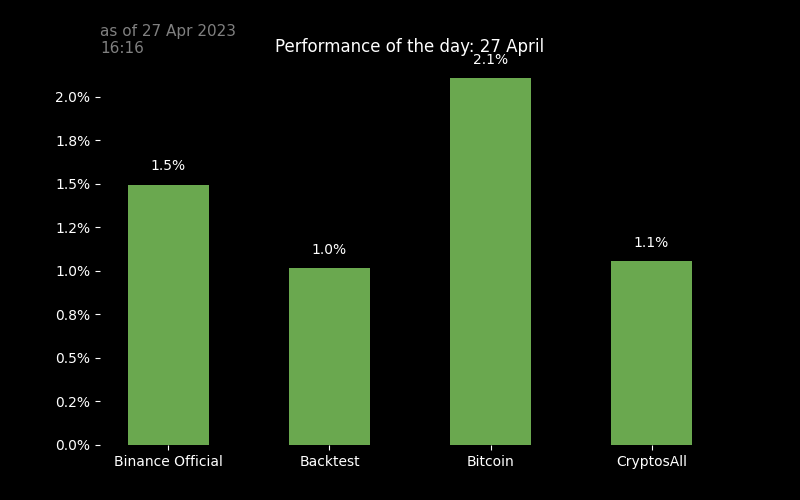 as of 27 Apr 2023
16:16
Performance of the day: 27 April
2.1%
2.0%
1.8%
1.5%
1.5%
1.2%
1.0%
1.1%
1.0%
0.8%
0.5%
0.2%
0.0%
Binance Official
Backtest
Bitcoin
CryptosAll